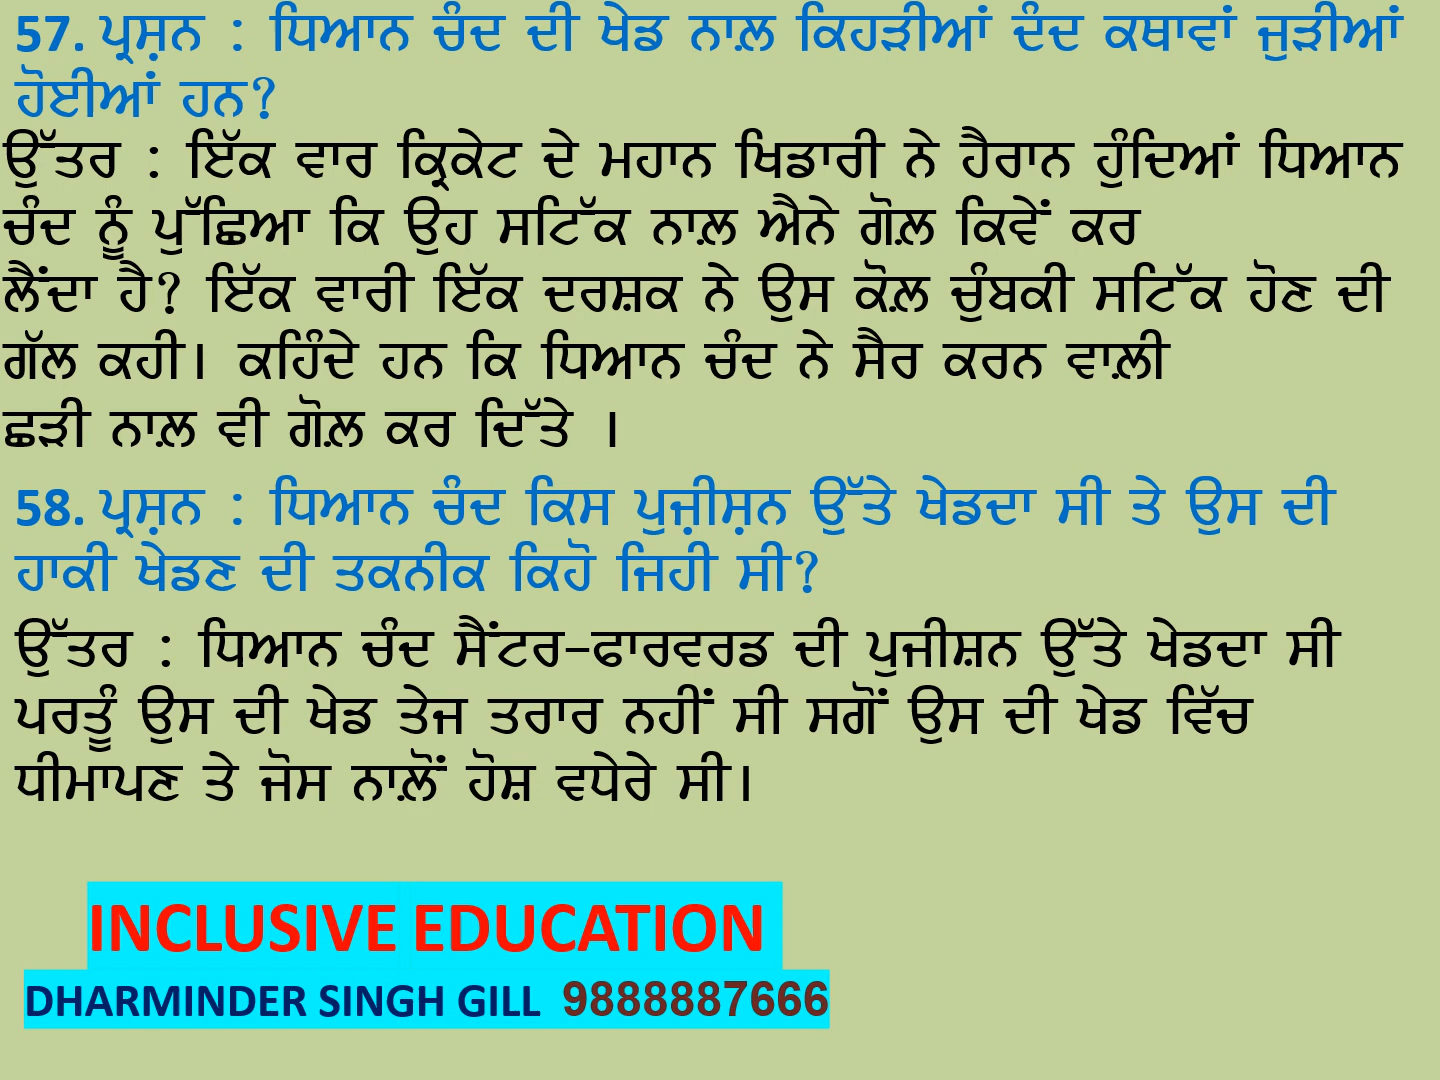 57. ਪ੍ਰਸ਼ਨ : ਧਿਆਨ ਚੰਦ ਦੀ ਖੇਡ ਨਾਲ਼ ਕਿਹੜੀਆਂ ਦੰਦ ਕਥਾਵਾਂ ਜੁੜੀਆਂ
ਹੋਈਆਂ ਹਨ?
ਉੱਤਰ : ਇੱਕ ਵਾਰ ਕ੍ਰਿਕੇਟ ਦੇ ਮਹਾਨ ਖਿਡਾਰੀ ਨੇ ਹੈਰਾਨ ਹੁੰਦਿਆਂ ਧਿਆਨ
ਚੰਦ ਨੂੰ ਪੁੱਛਿਆ ਕਿ ਉਹ ਸਟਿੱਕ ਨਾਲ਼ ਐਨੇ ਗੋਲ਼ ਕਿਵੇਂ ਕਰ
ਲੈਂਦਾ ਹੈ? ਇੱਕ ਵਾਰੀ ਇੱਕ ਦਰਸ਼ਕ ਨੇ ਉਸ ਕੋਲ਼ ਚੁੰਬਕੀ ਸਟਿੱਕ ਹੋਣ ਦੀ
ਗੱਲ ਕਹੀ। ਕਹਿੰਦੇ ਹਨ ਕਿ ਧਿਆਨ ਚੰਦ ਨੇ ਸੈਰ ਕਰਨ ਵਾਲ਼ੀ
ਛੜੀ ਨਾਲ਼ ਵੀ ਗੋਲ਼ ਕਰ ਦਿੱਤੇ ।
58. ਪ੍ਰਸ਼ਨ : ਧਿਆਨ ਚੰਦ ਕਿਸ ਪੁਜ਼ੀਸ਼ਨ ਉੱਤੇ ਖੇਡਦਾ ਸੀ ਤੇ ਉਸ ਦੀ
ਹਾਕੀ ਖੇਡਣ ਦੀ ਤਕਨੀਕ ਕਿਹੋ ਜਿਹੀ ਸੀ?
ਉੱਤਰ : ਧਿਆਨ ਚੰਦ ਸੈਂਟਰ-ਫਾਰਵਰਡ ਦੀ ਪੁਜੀਸ਼ਨ ਉੱਤੇ ਖੇਡਦਾ ਸੀ
ਪਰਤੂੰ ਉਸ ਦੀ ਖੇਡ ਤੇਜ ਤਰਾਰ ਨਹੀਂ ਸੀ ਸਗੋਂ ਉਸ ਦੀ ਖੇਡ ਵਿੱਚ
ਧੀਮਾਪਣ ਤੇ ਜੋਸ ਨਾਲ਼ੋਂ ਹੋਸ਼ ਵਧੇਰੇ ਸੀ।
INCLUSIVE EDUCATION
DHARMINDER SINGH GILL 9888887666